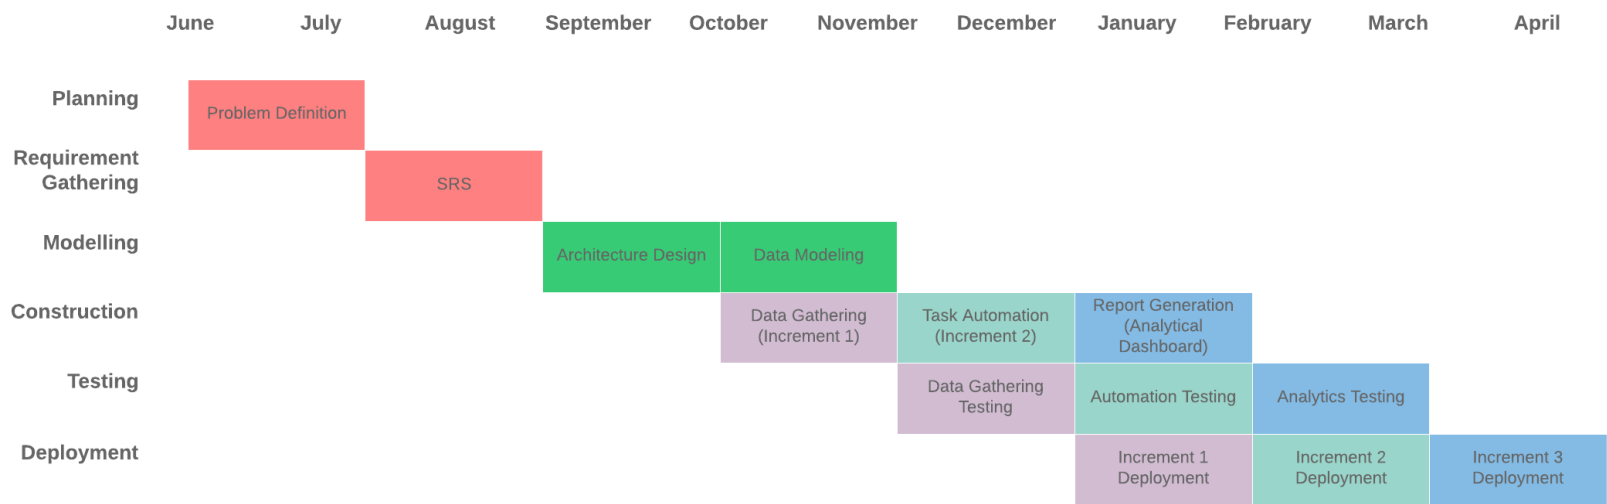 June July August September October November December January February March April
Planning
Problem Definition
Requirement
Gathering
SRS
Modelling
Architecture Design
Data Modeling
Construction
Data Gathering
(Increment 1)
Task Automation
(Increment 2)
Report Generation
(Analytical
Dashboard)
Testing
Data Gathering
Testing
Automation Testing
Analytics Testing
Deployment
Increment 1
Deployment
Increment 2
Deployment
Increment 3
Deployment